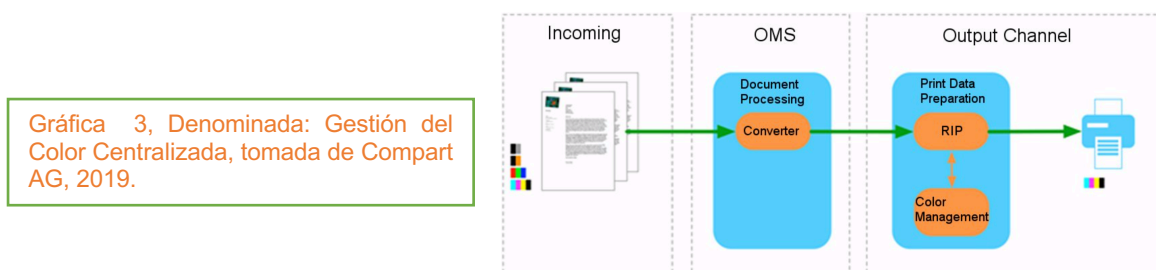 Gráfica 3, Denominada: Gestión del
Color Centralizada, tomada de Compart
AG, 2019.
Incoming
OMS
Output Channel
Document
Processing
Converter
Print Data
Preparation
RIP
Color
Management